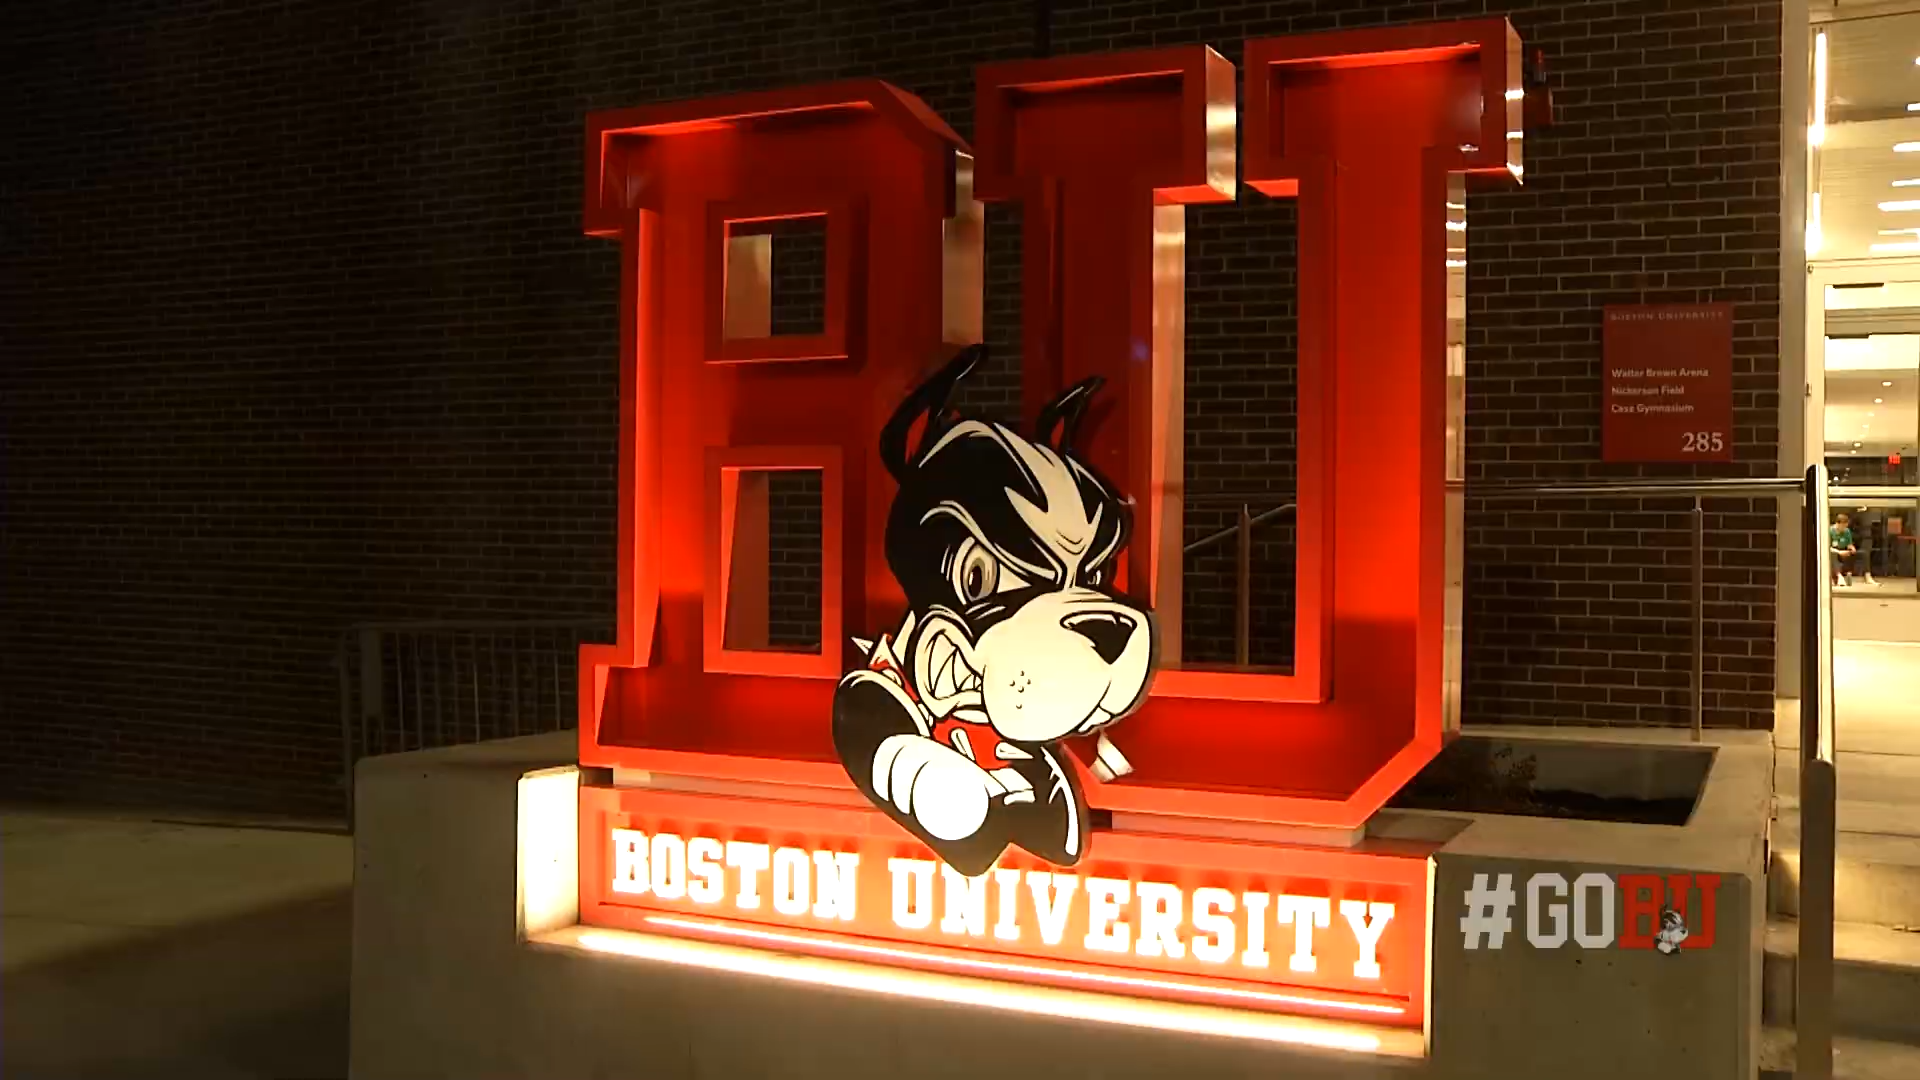 BU
BOSTON UNIVERSITY
Walter Brown Arena
Nickerson Field
Case Gymnasium
285
BOSTON UNIVERSITY
#GOBU